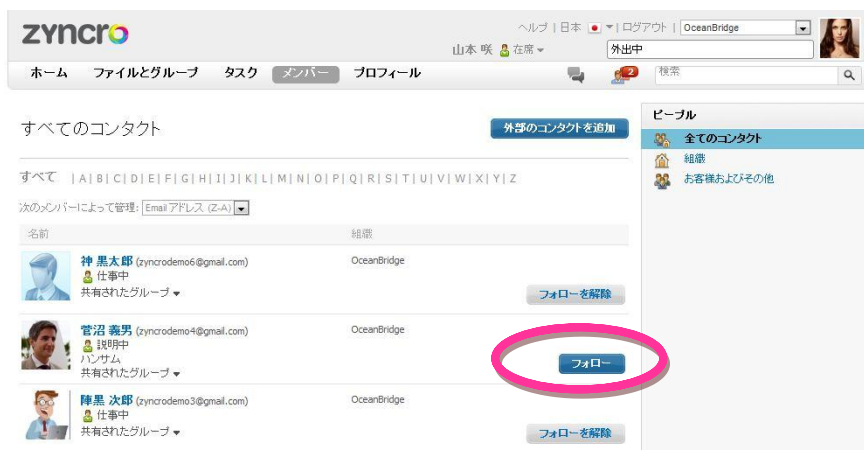 zyncro
ヘルプ | 日本 | ログアウト | OceanBridge
山本 咲 在席 外出中
ホーム ファイルとグループ タスク メンバー プロフィール 2 検索
すべてのコンタクト 外部のコンタクトを追加
すべて | A | B | C | D | E | F | G | H | I | J | K | L | M | N | O | P | Q | R | S | T | U | V | W | X | Y | Z
次のメンバーによって管理: Email アドレス (Z-A)
名前 組織
神 黒太郎 (zyncrodemo6@gmail.com) OceanBridge
仕事中
共有されたグループ
フォローを解除
菅沼 義男 (zyncrodemo4@gmail.com) OceanBridge
説明中
ハンサム
共有されたグループ
フォロー
陣黒 次郎 (zyncrodemo3@gmail.com) OceanBridge
仕事中
共有されたグループ
フォローを解除
ピープル
全てのコンタクト
組織
お客様およびその他